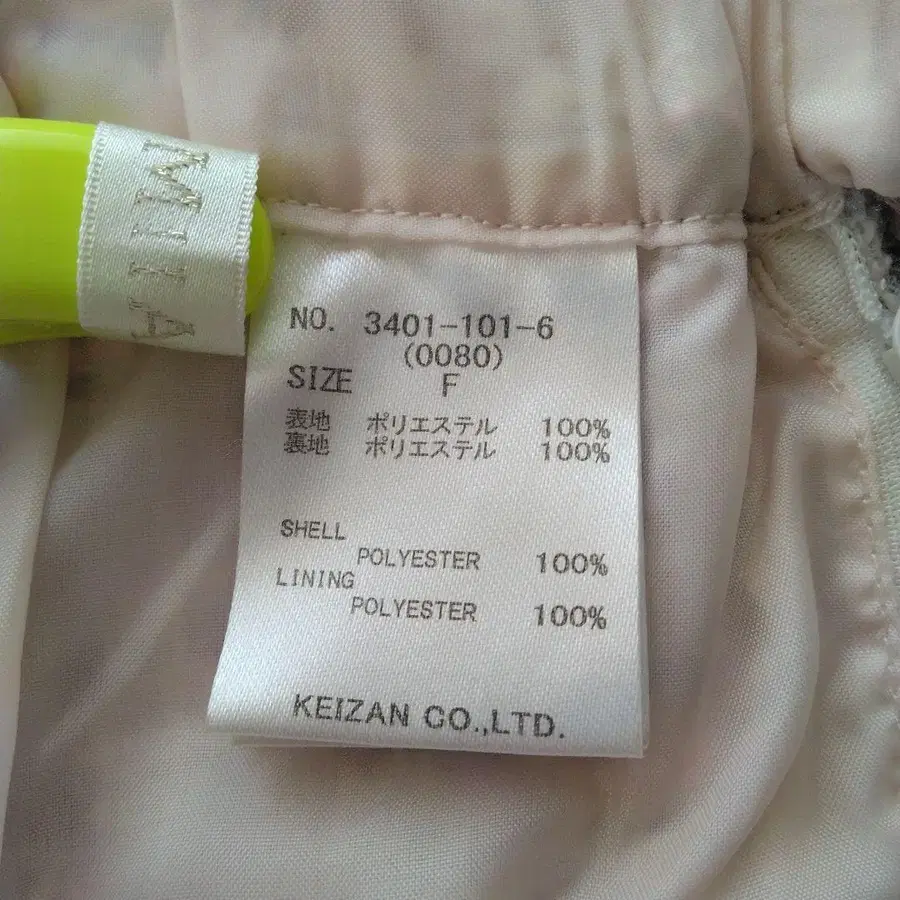 MIIA
NO. 3401-101-6
(0080)
SIZE F
表地 ポリエステル 100%
裏地 ポリエステル 100%
SHELL
POLYESTER 100%
LINING
POLYESTER 100%
KEIZAN CO.,LTD.